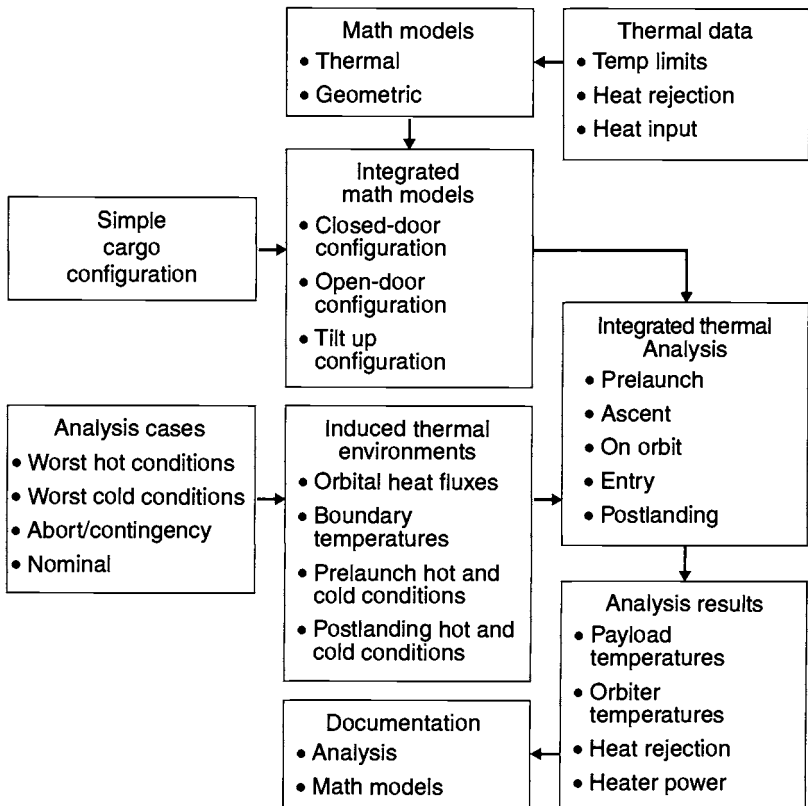 Math models
• Thermal
• Geometric
Thermal data
• Temp limits
• Heat rejection
• Heat input
Simple
cargo
configuration
Integrated
math models
• Closed-door
configuration
• Open-door
configuration
• Tilt up
configuration
Integrated thermal
Analysis
• Prelaunch
• Ascent
• On orbit
• Entry
• Postlanding
Analysis cases
• Worst hot conditions
• Worst cold conditions
• Abort/contingency
• Nominal
Induced thermal
environments
• Orbital heat fluxes
• Boundary
temperatures
• Prelaunch hot and
cold conditions
• Postlanding hot and
cold conditions
Analysis results
• Payload
temperatures
• Orbiter
temperatures
• Heat rejection
• Heater power
Documentation
• Analysis
• Math models